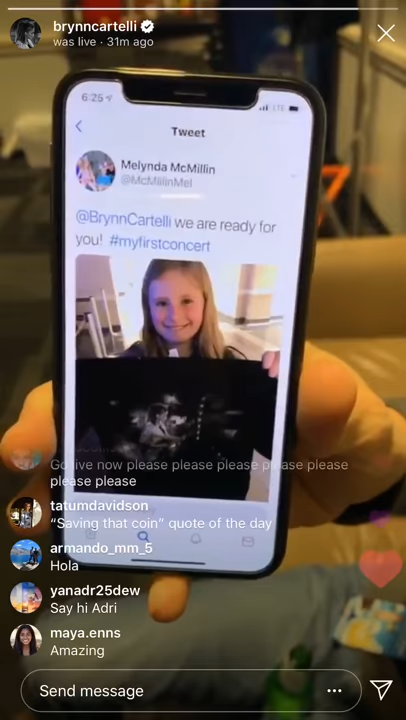 brynncartelli
was live · 31m ago
6:25
LTE
Tweet
Melynda McMillin
@McMillinMel
@BrynnCartelli we are ready for
you! #myfirstconcert
Go live now please please please please please
please please
tatumdavidson
“Saving that coin” quote of the day
armando_mm_5
Hola
yanadr25dew
Say hi Adri
maya.enns
Amazing
Send message